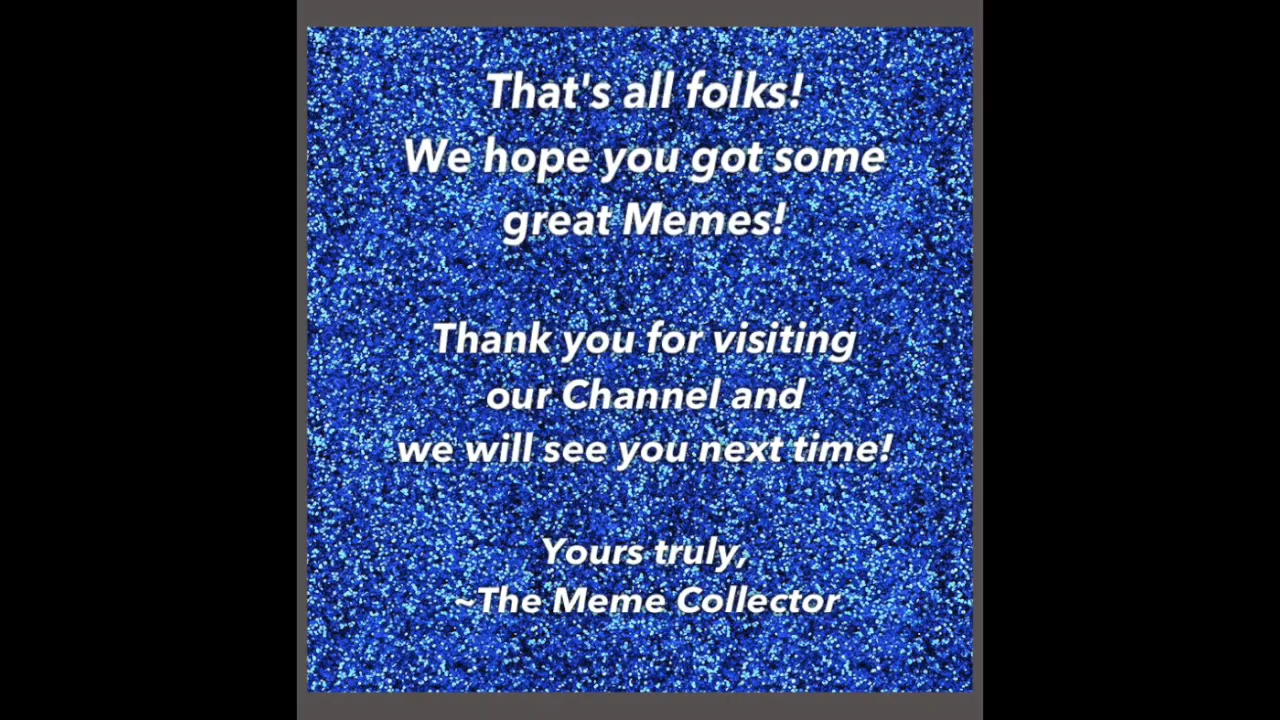 That's all folks!
We hope you got some
great Memes!
Thank you for visiting
our Channel and
we will see you next time!
Yours truly,
~The Meme Collector